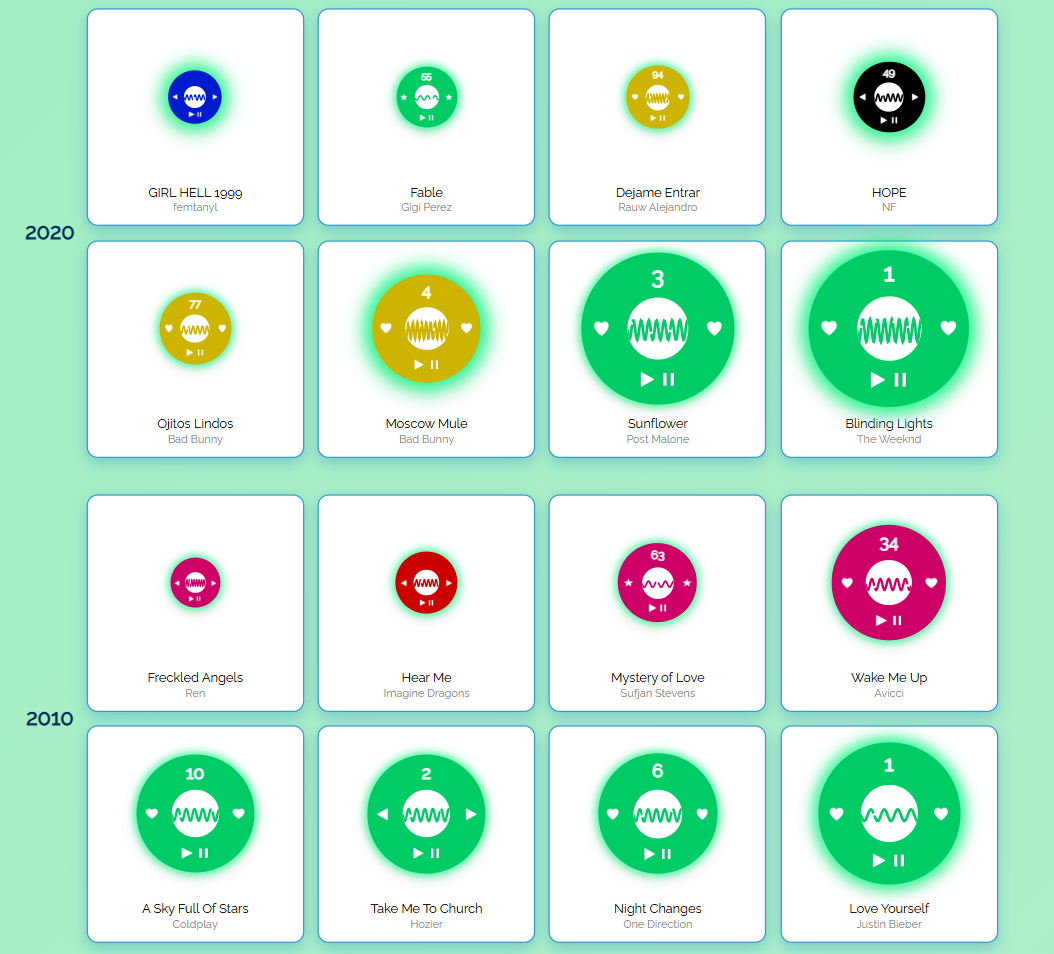 55
94
49
GIRL HELL 1999
femtanyl
Fable
Gigi Perez
Dejame Entrar
Rauw Alejandro
HOPE
NF
2020
77
4
3
1
Ojitos Lindos
Bad Bunny
Moscow Mule
Bad Bunny
Sunflower
Post Malone
Blinding Lights
The Weeknd
63
34
Freckled Angels
Ren
Hear Me
Imagine Dragons
Mystery of Love
Sufjan Stevens
Wake Me Up
Avicci
2010
10
2
6
1
A Sky Full Of Stars
Coldplay
Take Me To Church
Hozier
Night Changes
One Direction
Love Yourself
Justin Bieber